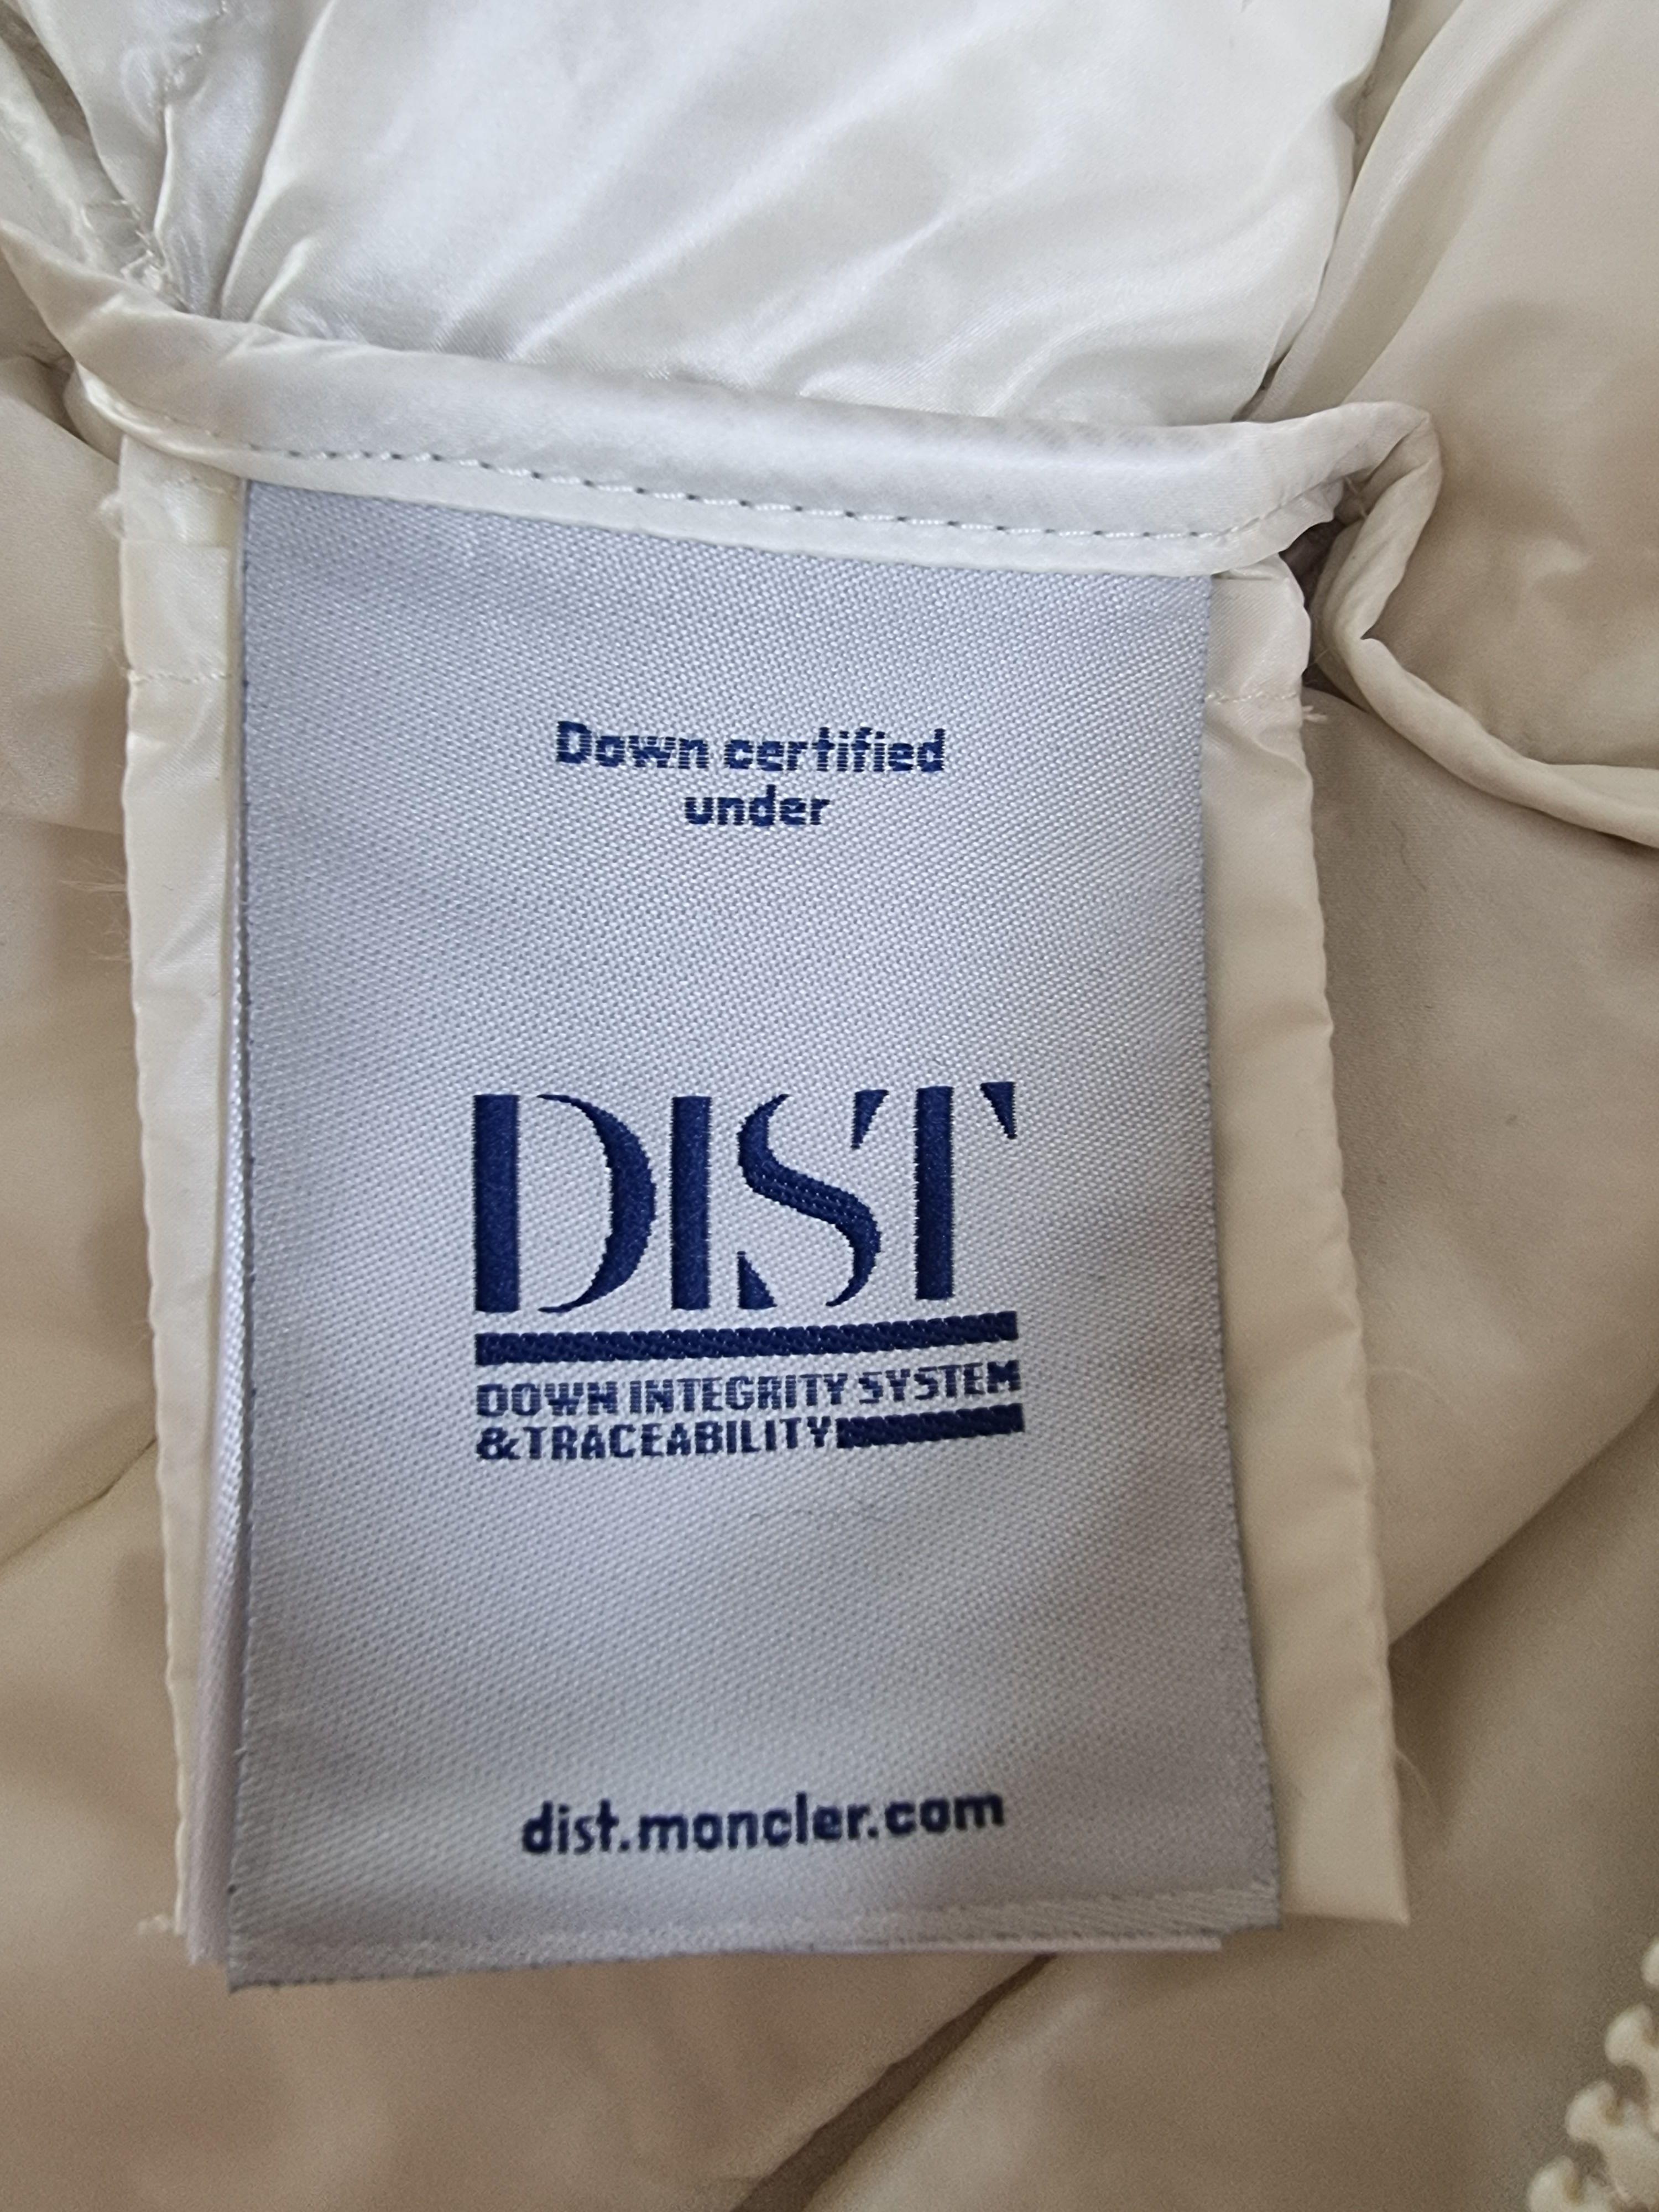 Down certified
under
DIST
DOWN INTEGRITY SYSTEM
&TRACEABILITY
dist.moncler.com